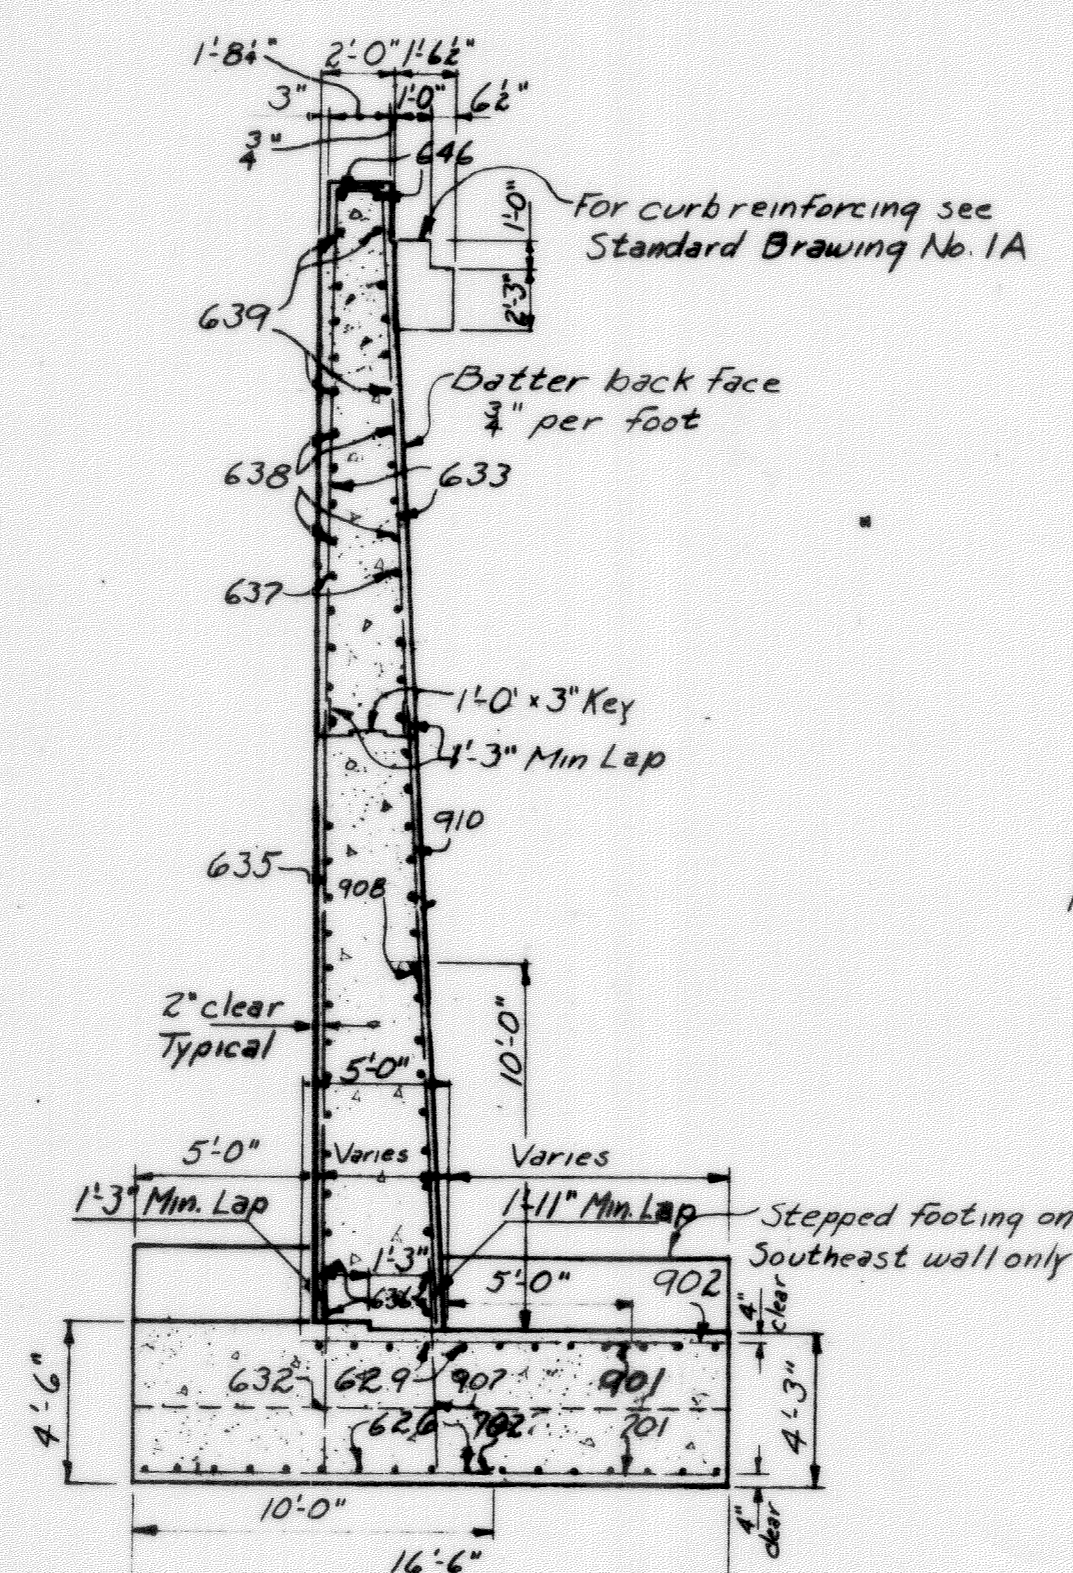 1'-8¼" 2'-0" 1'-6½"
3" 1'-0" 6½"
¾"
646
1'-0"
For curb reinforcing see
Standard Drawing No. 1A
2'-3"
639
Batter back face
¾" per foot
638 633
637
1'-0" x 3" Key
1'-3" Min Lap
910
635
908
2" clear
Typical
10'-0"
5'-0"
5'-0" Varies Varies
1'-3" Min. Lap 1'-11" Min. Lap
Stepped footing on
Southeast wall only
1'-3"
636
5'-0" 902
4"
clear
4'-6"
632 629 907 901
4'-3"
626 702 701
10'-0"
4"
clear
16'-6"